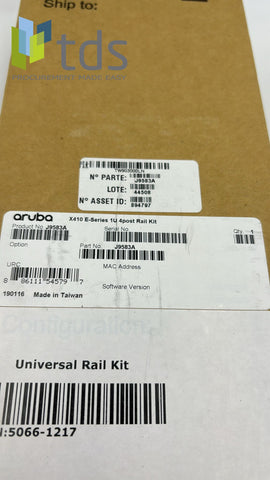 Ship to:
tds
PROCUREMENT MADE EASY
TW903000LN
Nº PARTE:
J9583A
LOTE:
44508
Nº ASSET ID:
894797
aruba
X410 E-Series 1U 4post Rail Kit
Product No. J9583A
Serial No.
Qty. 1
Option
Part No. J9583A
UPC
MAC Address
8 86111 54579 7
Software Version
190116 Made in Taiwan
Configuration
Universal Rail Kit
N:5066-1217